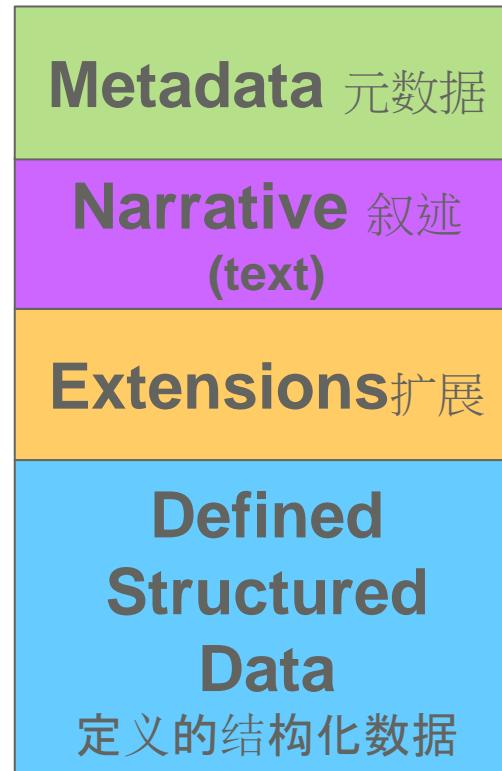 Metadata 元数据
Narrative 叙述
(text)
Extensions扩展
Defined
Structured
Data
定义的结构化数据